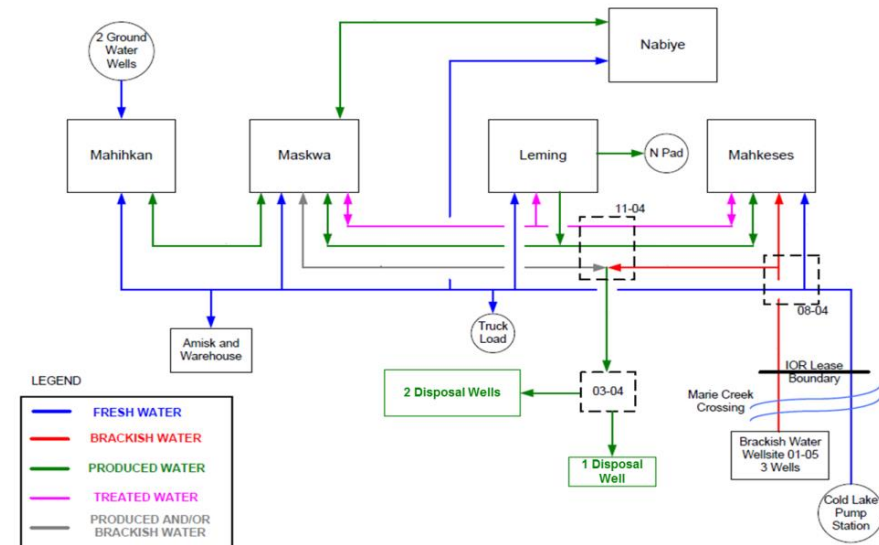 2 Ground
Water
Wells
Nabiye
Mahihkan
Maskwa
Leming
N Pad
Mahkeses
11-04
08-04
Amisk and
Warehouse
Truck
Load
IOR Lease
Boundary
Marie Creek
Crossing
2 Disposal Wells
03-04
1 Disposal
Well
Brackish Water
Wellsite 01-05
3 Wells
Cold Lake
Pump
Station
LEGEND
FRESH WATER
BRACKISH WATER
PRODUCED WATER
TREATED WATER
PRODUCED AND/OR
BRACKISH WATER